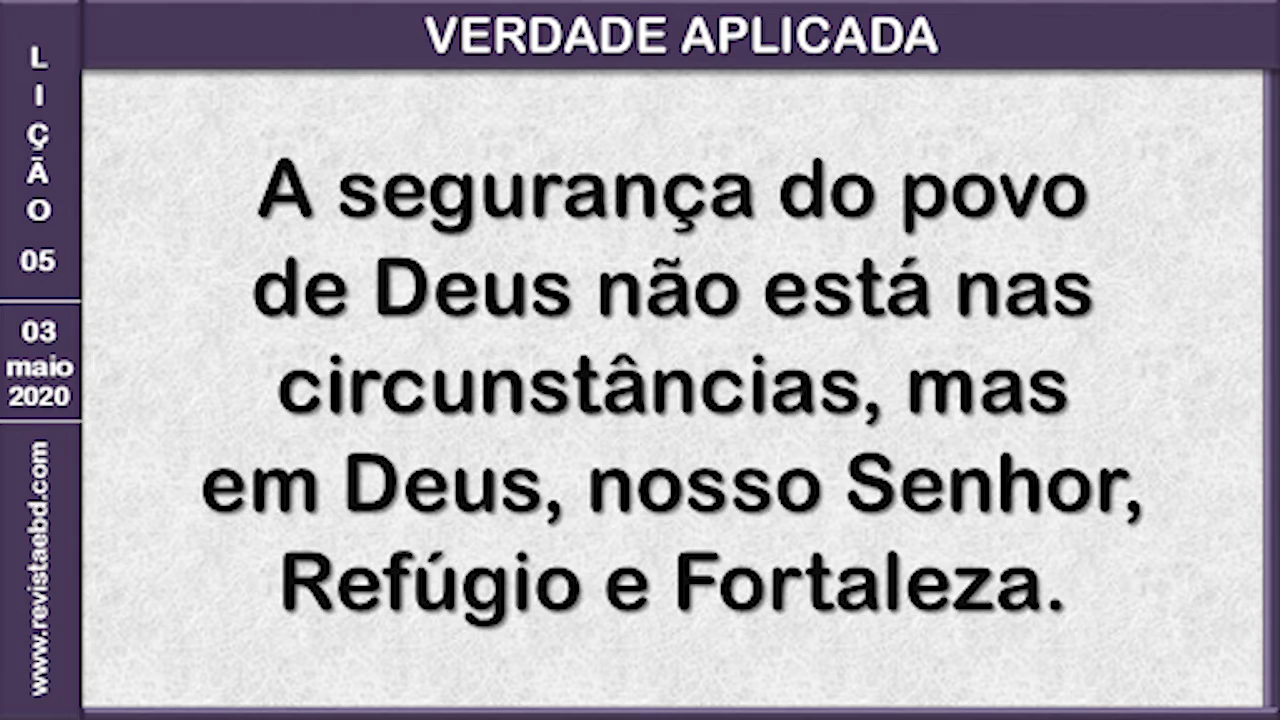 VERDADE APLICADA
L
I
Ç
Ã
O
05
03
maio
2020
www.revistaebd.com
A segurança do povo
de Deus não está nas
circunstâncias, mas
em Deus, nosso Senhor,
Refúgio e Fortaleza.